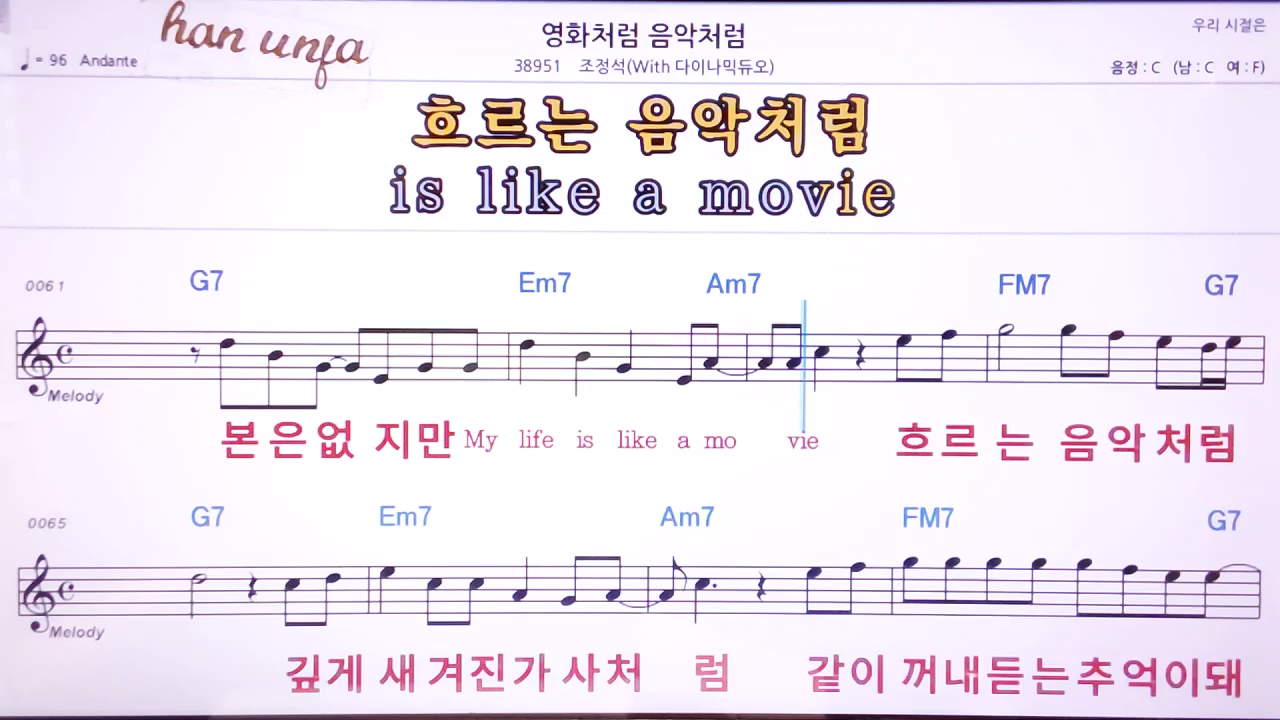 han unfa
영화처럼 음악처럼
우리 시절은
♩= 96 Andante
38951 조정석(With 다이나믹듀오)
음정 : C (남 : C 여 : F)
흐르는 음악처럼
is like a movie
0061 G7 Em7 Am7 FM7 G7
Melody
본은없 지만 My life is like a mo vie 흐르 는 음악처럼
0065 G7 Em7 Am7 FM7 G7
Melody
깊게 새겨진가 사처 럼 같이 꺼내듣는추억이돼